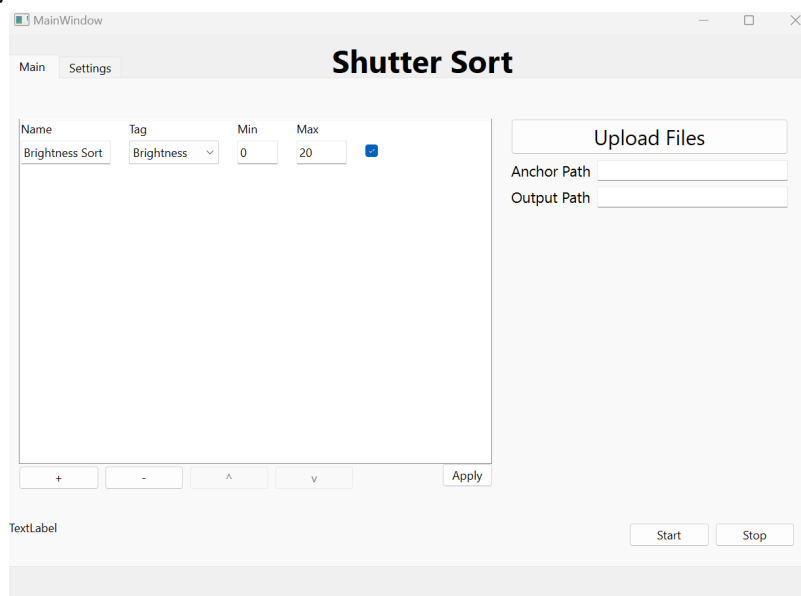 MainWindow
Shutter Sort
Main Settings
Name Tag Min Max
Brightness Sort Brightness 0 20
Upload Files
Anchor Path
Output Path
+ - ^ v Apply
TextLabel
Start Stop